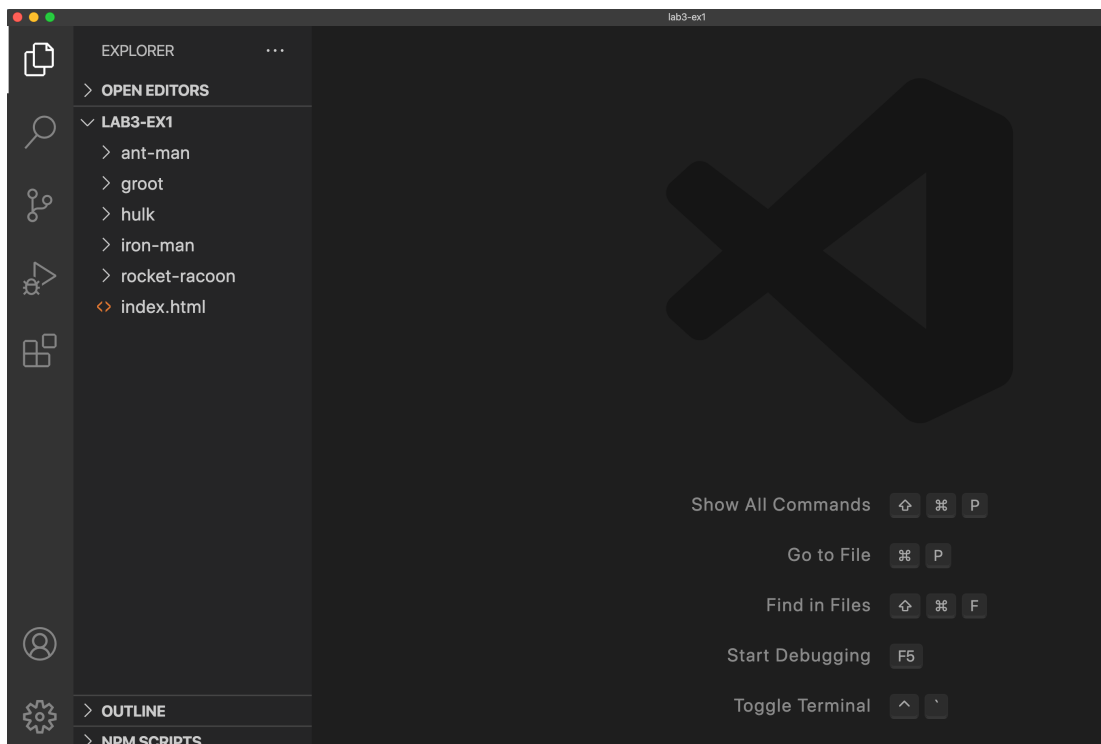 lab3-ex1
EXPLORER
OPEN EDITORS
LAB3-EX1
ant-man
groot
hulk
iron-man
rocket-racoon
<> index.html
OUTLINE
NPM SCRIPTS
Show All Commands ⇧ ⌘ P
Go to File ⌘ P
Find in Files ⇧ ⌘ F
Start Debugging F5
Toggle Terminal ^ `